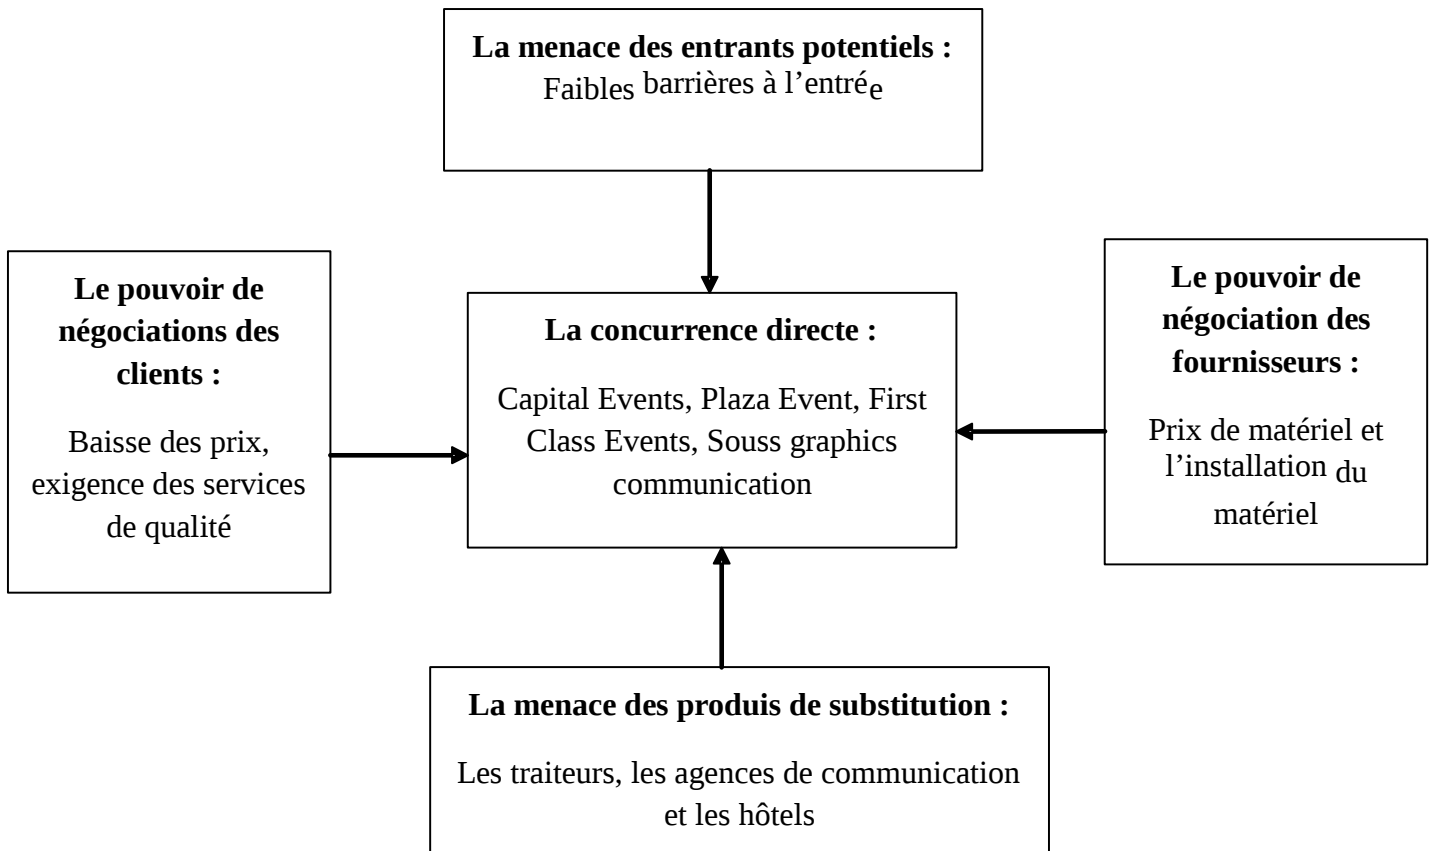 La menace des entrants potentiels :
Faibles barrières à l’entrée
Le pouvoir de
négociations des
clients :
Baisse des prix,
exigence des services
de qualité
La concurrence directe :
Capital Events, Plaza Event, First
Class Events, Souss graphics
communication
Le pouvoir de
négociation des
fournisseurs :
Prix de matériel et
l’installation du
matériel
La menace des produis de substitution :
Les traiteurs, les agences de communication
et les hôtels